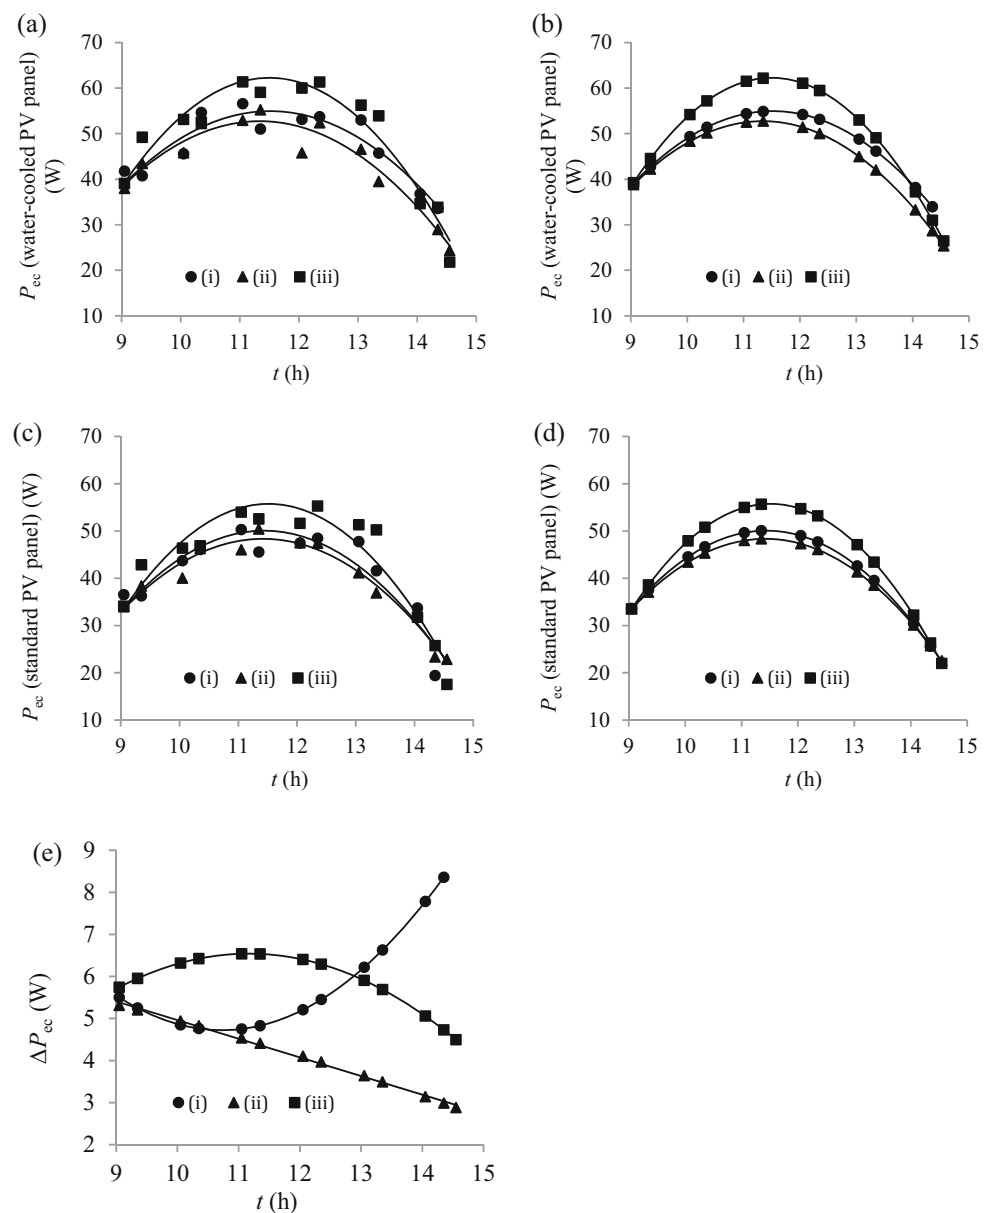 (a)
70
60
50
40
30
20
10
9 10 11 12 13 14 15
P_ec (water-cooled PV panel)
(W)
t (h)
(i) (ii) (iii)
(b)
70
60
50
40
30
20
10
9 10 11 12 13 14 15
P_ec (water-cooled PV panel)
(W)
t (h)
(i) (ii) (iii)
(c)
70
60
50
40
30
20
10
9 10 11 12 13 14 15
P_ec (standard PV panel) (W)
t (h)
(i) (ii) (iii)
(d)
70
60
50
40
30
20
10
9 10 11 12 13 14 15
P_ec (standard PV panel) (W)
t (h)
(i) (ii) (iii)
(e)
9
8
7
6
5
4
3
2
9 10 11 12 13 14 15
ΔP_ec (W)
t (h)
(i) (ii) (iii)